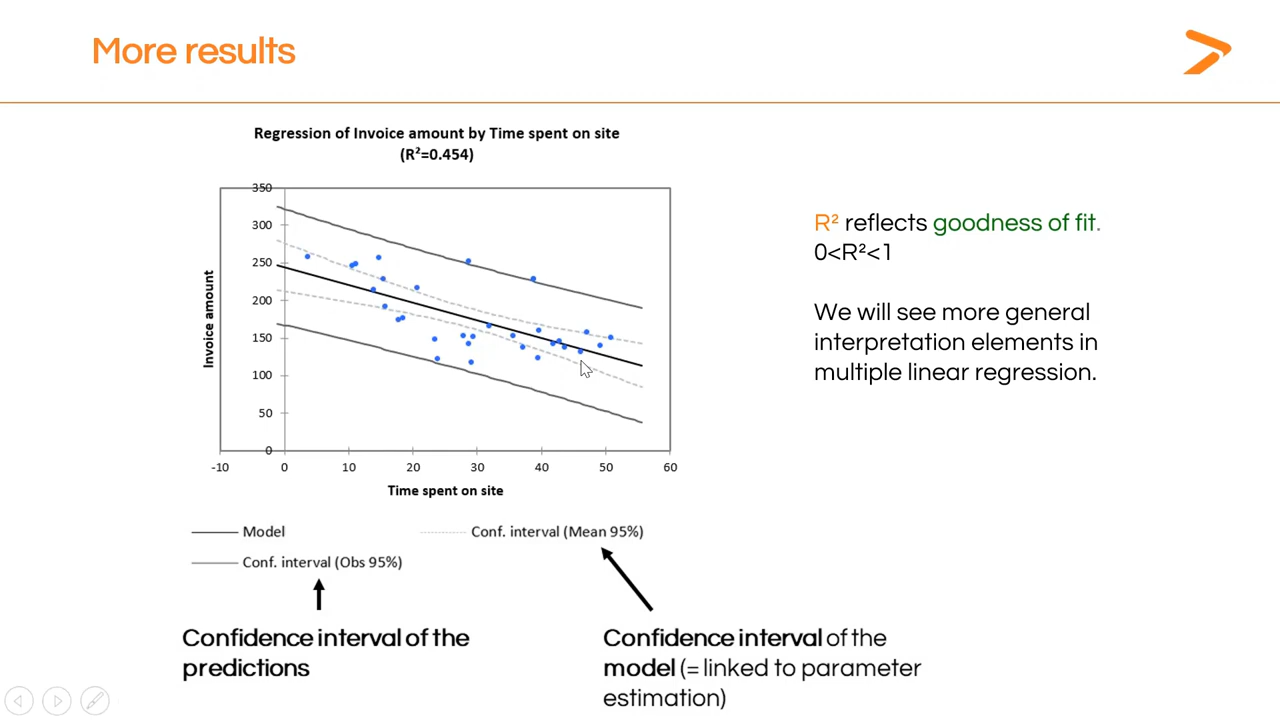 More results
Regression of Invoice amount by Time spent on site
(R²=0.454)
350
300
250
200
150
100
50
0
Invoice amount
-10 0 10 20 30 40 50 60
Time spent on site
Model
Conf. interval (Mean 95%)
Conf. interval (Obs 95%)
R² reflects goodness of fit.
0<R²<1
We will see more general
interpretation elements in
multiple linear regression.
Confidence interval of the
predictions
Confidence interval of the
model (= linked to parameter
estimation)